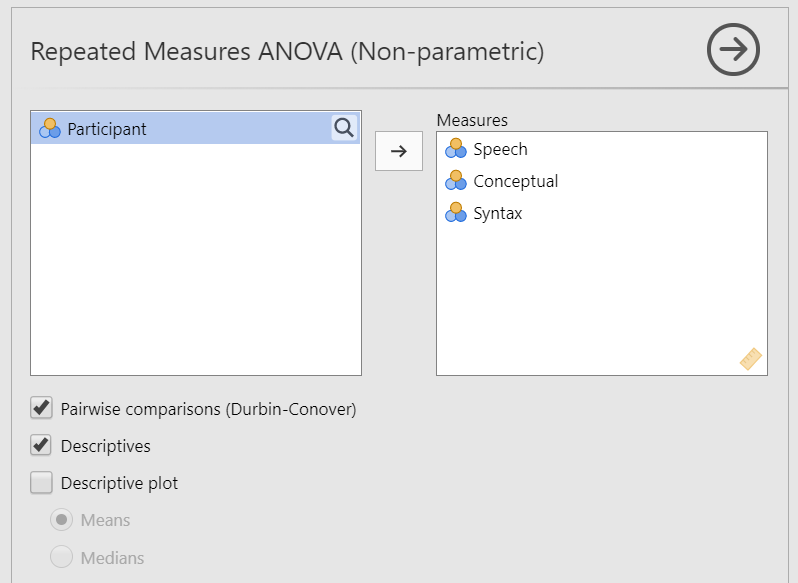 Repeated Measures ANOVA (Non-parametric)
Participant
Measures
Speech
Conceptual
Syntax
Pairwise comparisons (Durbin-Conover)
Descriptives
Descriptive plot
Means
Medians